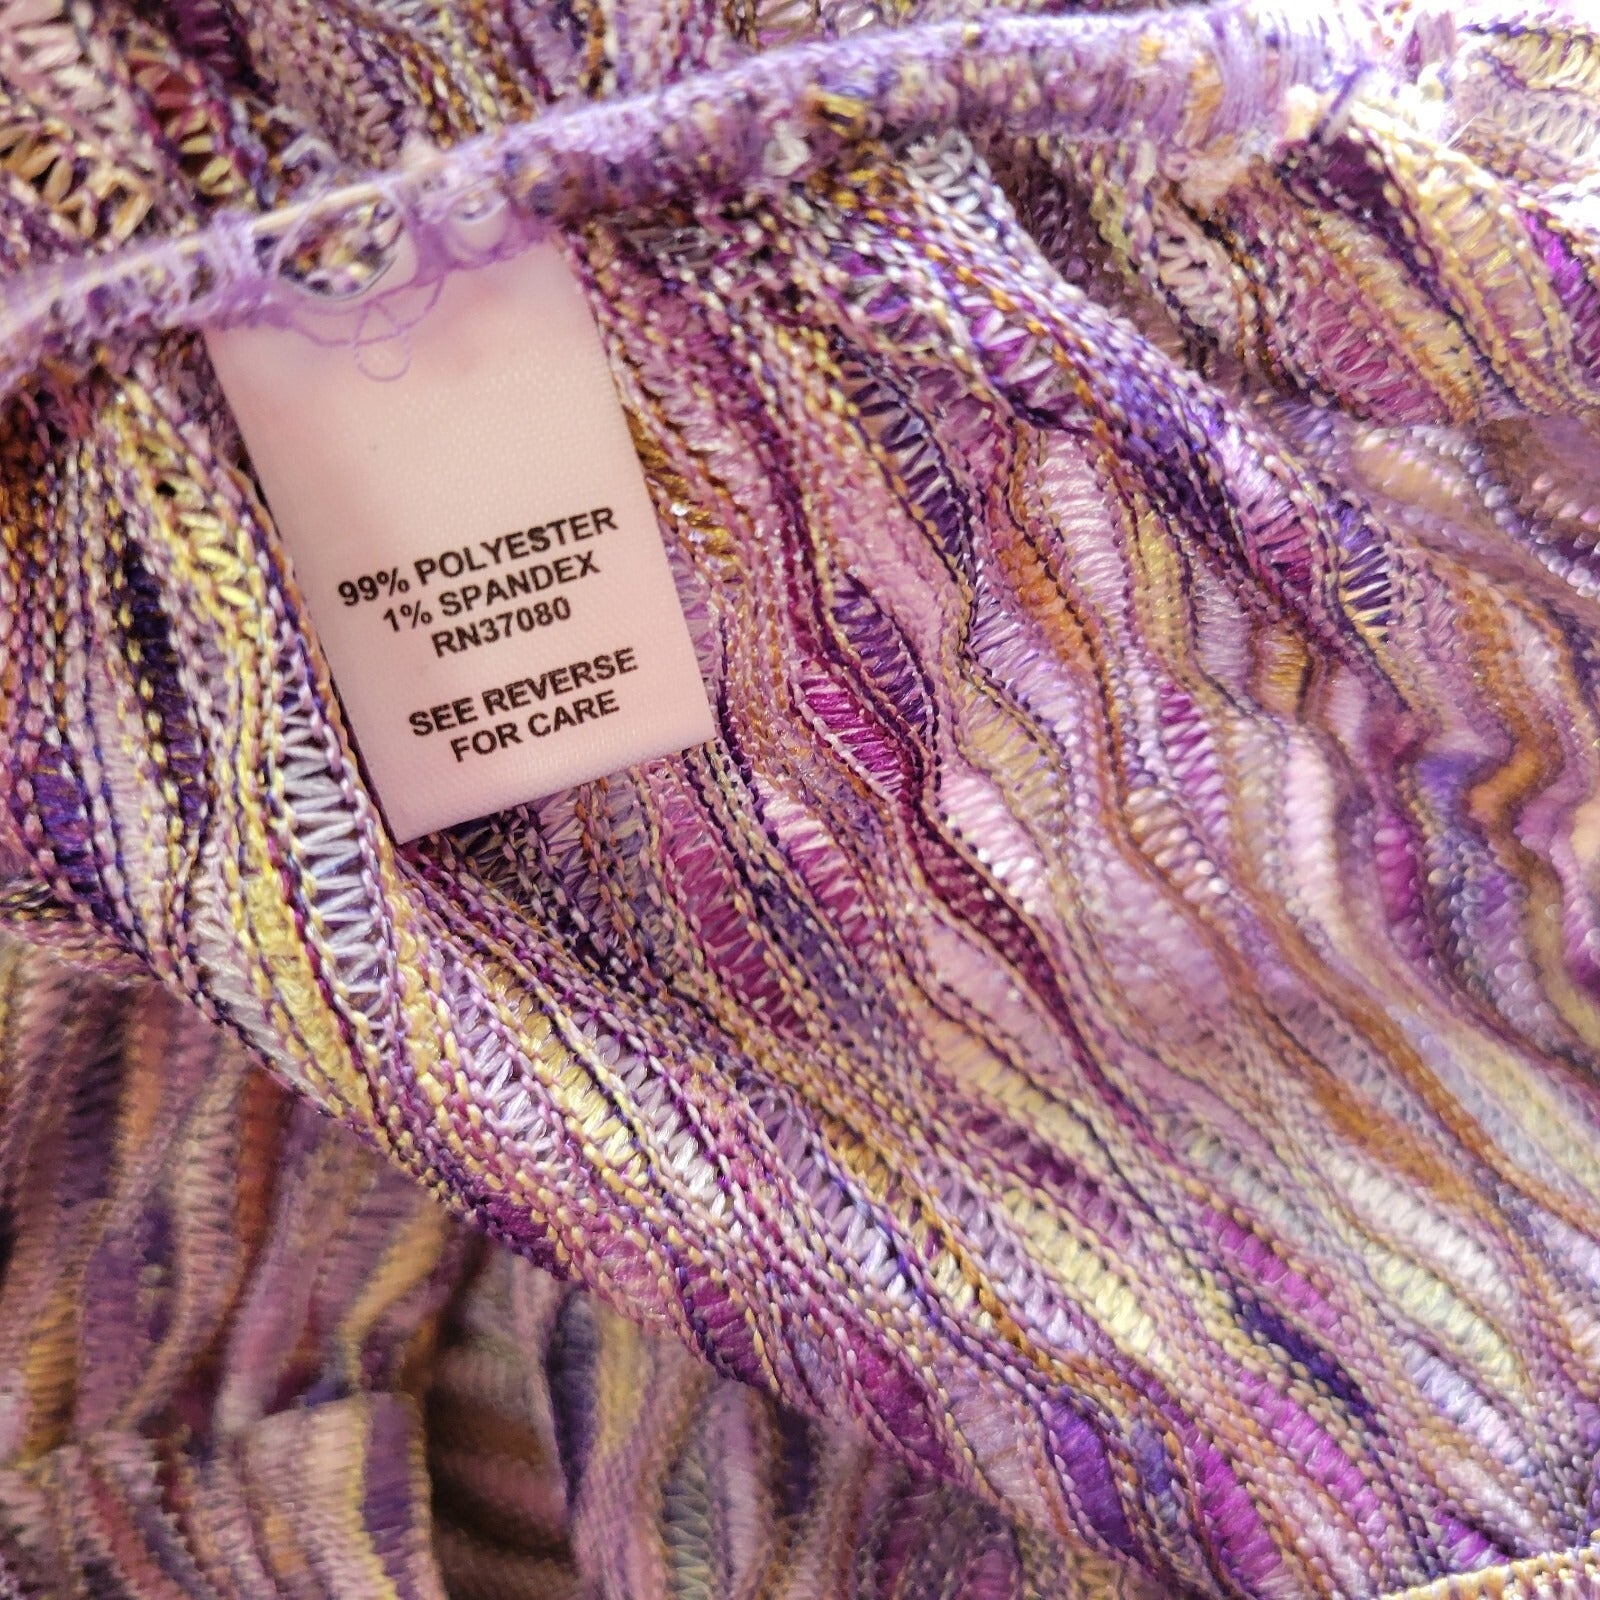 99% POLYESTER
1% SPANDEX
RN37080
SEE REVERSE
FOR CARE